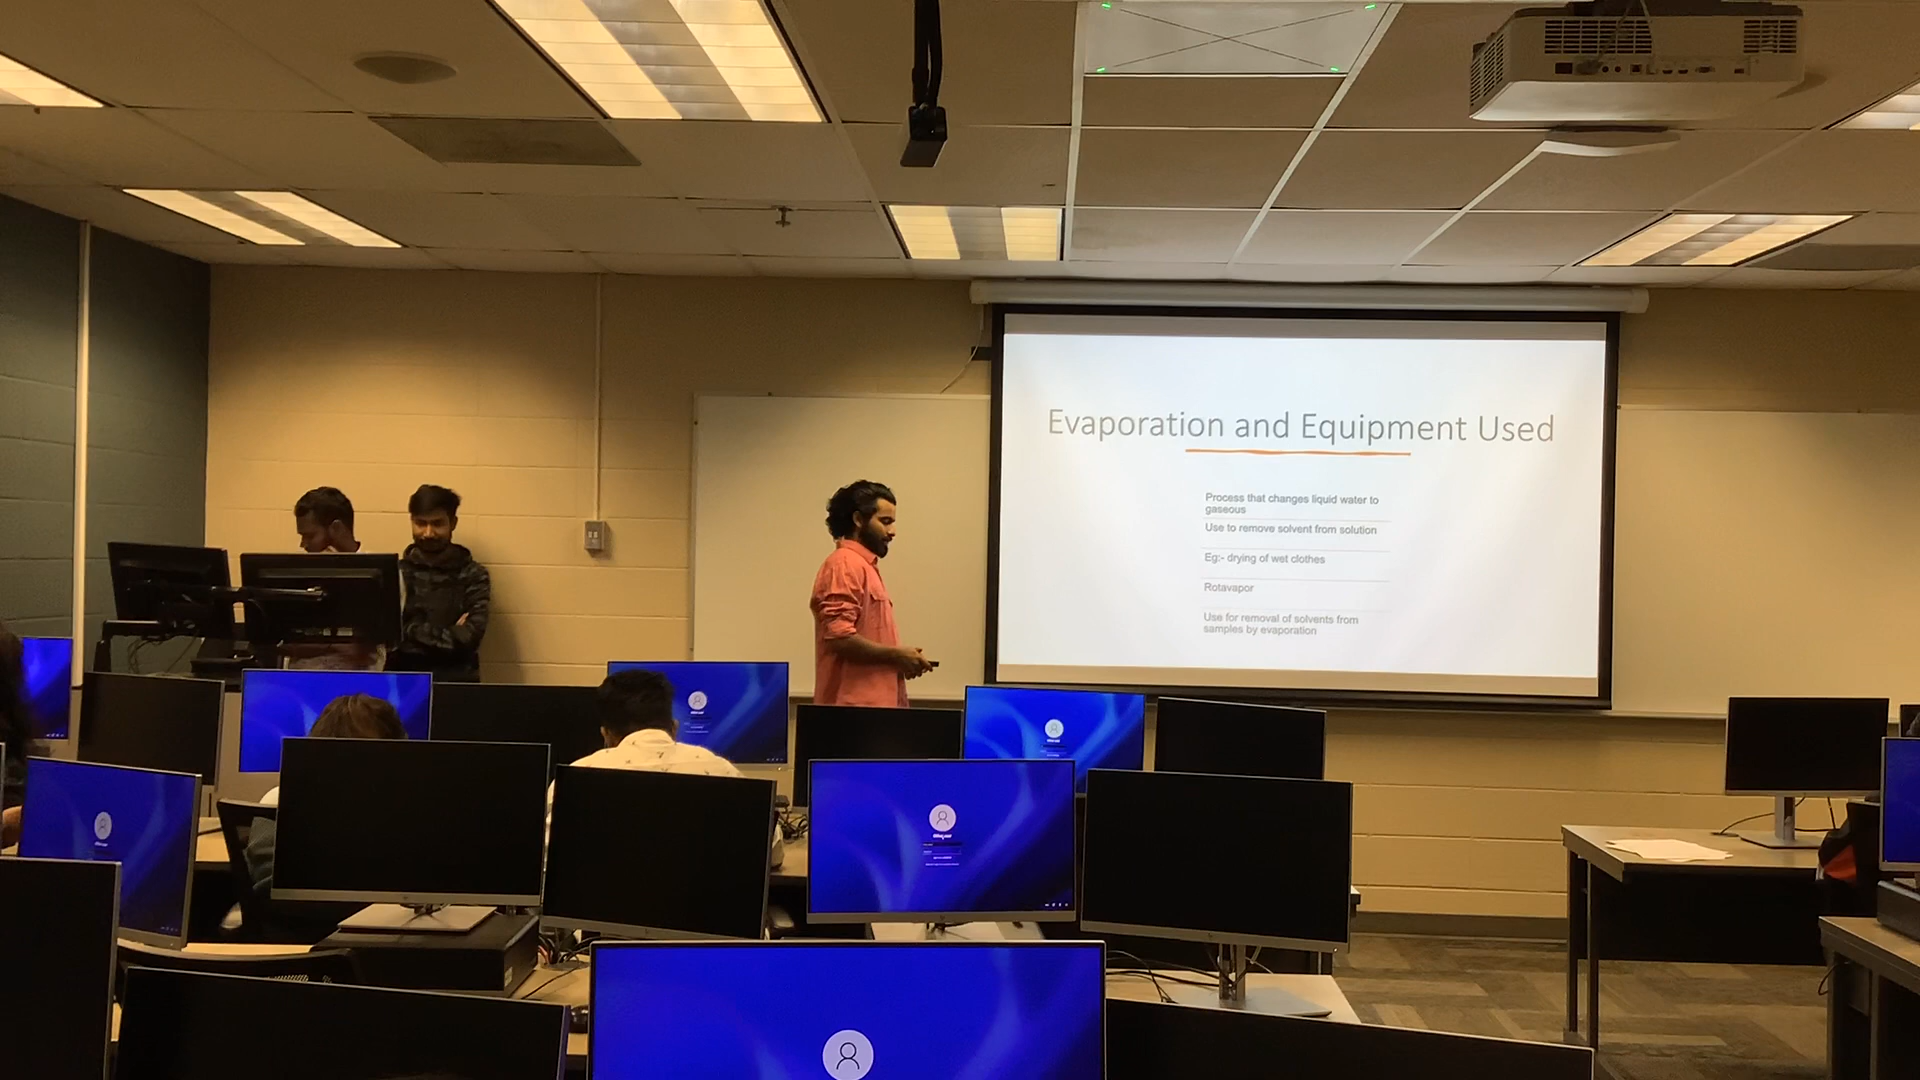 Evaporation and Equipment Used
Process that changes liquid water to
gaseous
Use to remove solvent from solution
Eg:- drying of wet clothes
Rotavapor
Use for removal of solvents from
samples by evaporation